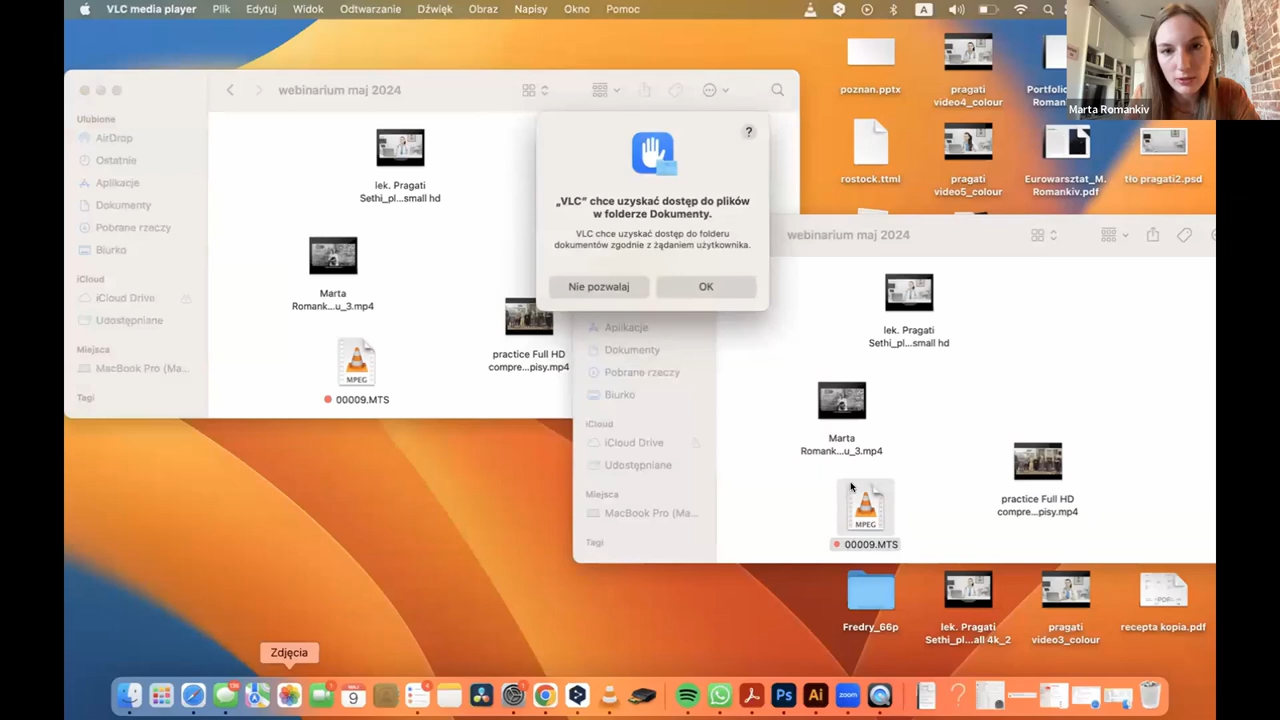 VLC media player Plik Edytuj Widok Odtwarzanie Dźwięk Obraz Napisy Okno Pomoc A
Marta Romankiv
webinarium maj 2024
Ulubione
AirDrop
Ostatnie
Aplikacje
Dokumenty
Pobrane rzeczy
Biurko
iCloud
iCloud Drive
Udostępniane
Miejsca
MacBook Pro (Ma...
Tagi
lek. Pragati
Sethi_pl...small hd
Marta
Romank...u_3.mp4
practice Full HD
compre...pisy.mp4
MPEG
00009.MTS
?
„VLC” chce uzyskać dostęp do plików
w folderze Dokumenty.
VLC chce uzyskać dostęp do folderu
dokumentów zgodnie z żądaniem użytkownika.
Nie pozwalaj OK
poznan.pptx
pragati
video4_colour
Portfolio
Roman
rostock.ttml
pragati
video5_colour
Eurowarsztat_M.
Romankiv.pdf
tło pragati2.psd
webinarium maj 2024
Aplikacje
Dokumenty
Pobrane rzeczy
Biurko
iCloud
iCloud Drive
Udostępniane
Miejsca
MacBook Pro (Ma...
Tagi
lek. Pragati
Sethi_pl...small hd
Marta
Romank...u_3.mp4
practice Full HD
compre...pisy.mp4
MPEG
00009.MTS
Fredry_66p
lek. Pragati
Sethi_pl...all 4k_2
pragati
video3_colour
recepta kopia.pdf
Zdjęcia
9
Ps
Ai
zoom